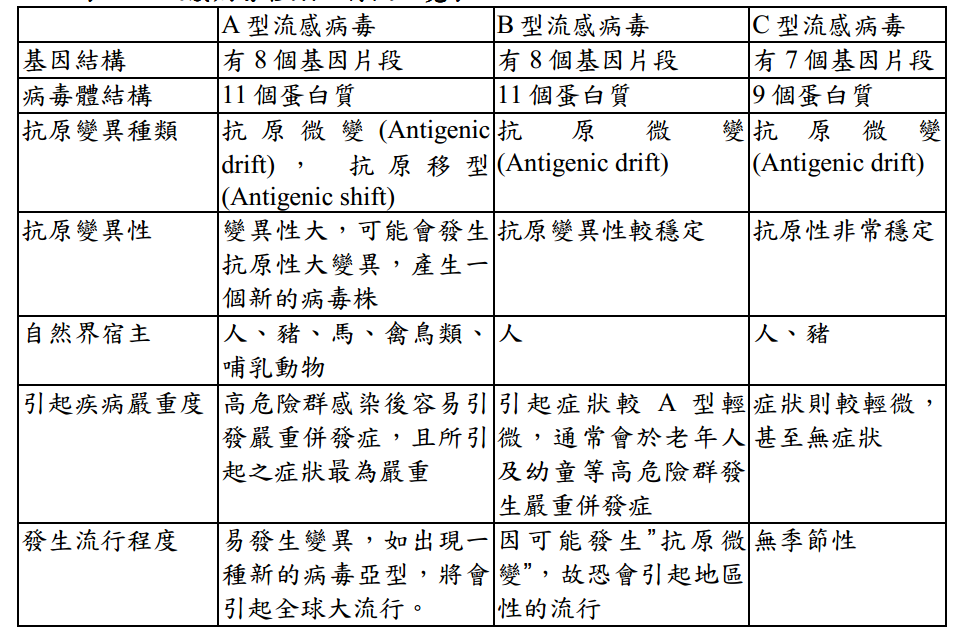 A 型流感病毒 B 型流感病毒 C 型流感病毒
基因結構 有 8 個基因片段 有 8 個基因片段 有 7 個基因片段
病毒體結構 11 個蛋白質 11 個蛋白質 9 個蛋白質
抗原變異種類 抗原微變 (Antigenic 抗原微變 抗原微變
drift)， 抗原移型 (Antigenic drift) (Antigenic drift)
(Antigenic shift)
抗原變異性 變異性大，可能會發生 抗原變異性較穩定 抗原性非常穩定
抗原性大變異，產生一
個新的病毒株
自然界宿主 人、豬、馬、禽鳥類、 人 人、豬
哺乳動物
引起疾病嚴重度 高危險群感染後容易引 引起症狀較 A 型輕 症狀則較輕微，
發嚴重併發症，且所引 微，通常會於老年人 甚至無症狀
起之症狀最為嚴重 及幼童等高危險群發
生嚴重併發症
發生流行程度 易發生變異，如出現一 因可能發生"抗原微 無季節性
種新的病毒亞型，將會 變"，故恐會引起地區
引起全球大流行。 性的流行